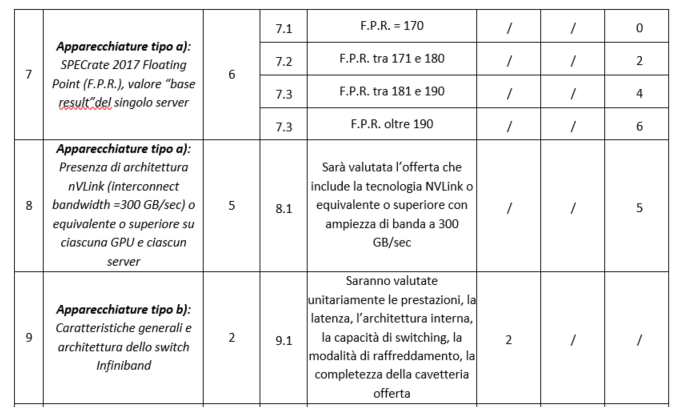 7
Apparecchiature tipo a):
SPECrate 2017 Floating
Point (F.P.R.), valore “base
result”del singolo server
6
7.1
F.P.R. = 170
/
/
0
7.2
F.P.R. tra 171 e 180
/
/
2
7.3
F.P.R. tra 181 e 190
/
/
4
7.3
F.P.R. oltre 190
/
/
6
8
Apparecchiature tipo a):
Presenza di architettura
nVLink (interconnect
bandwidth =300 GB/sec) o
equivalente o superiore su
ciascuna GPU e ciascun
server
5
8.1
Sarà valutata l’offerta che
include la tecnologia NVLink o
equivalente o superiore con
ampiezza di banda a 300
GB/sec
/
/
5
9
Apparecchiature tipo b):
Caratteristiche generali e
architettura dello switch
Infiniband
2
9.1
Saranno valutate
unitariamente le prestazioni, la
latenza, l’architettura interna,
la capacità di switching, la
modalità di raffreddamento, la
completezza della cavetteria
offerta
2
/
/